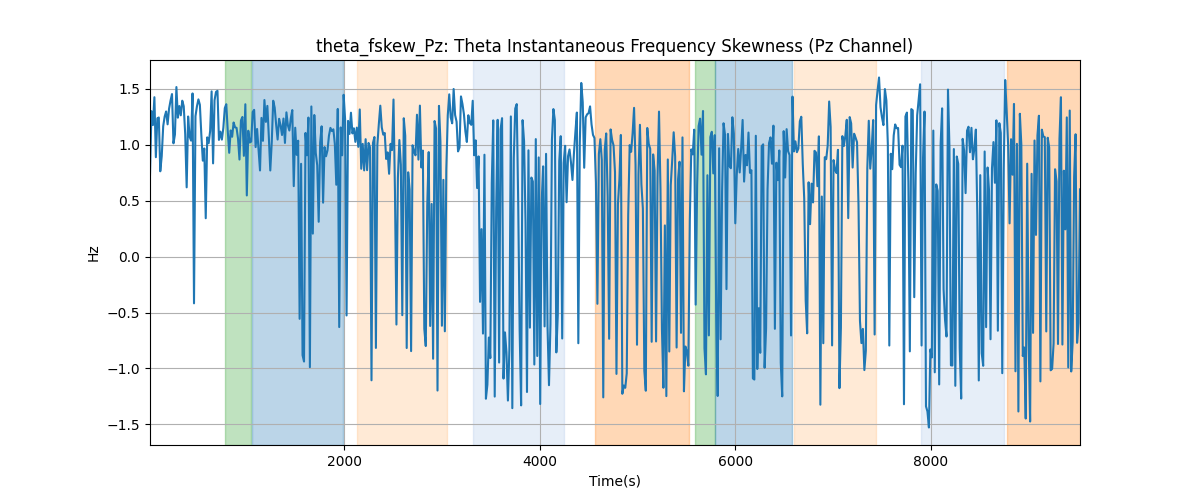 theta_fskew_Pz: Theta Instantaneous Frequency Skewness (Pz Channel)
1.5
1.0
0.5
0.0
−0.5
−1.0
−1.5
Hz
2000 4000 6000 8000
Time(s)